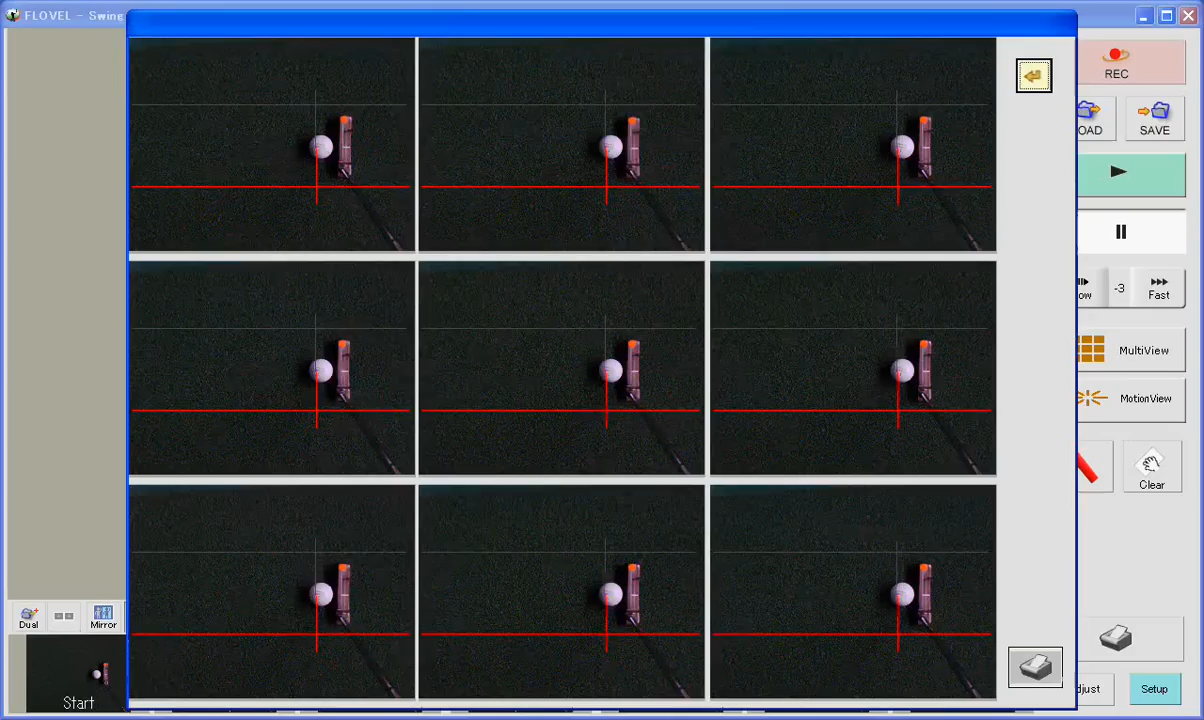 FLOVEL - Swing
REC
OAD
SAVE
ow
-3
Fast
MultiView
MotionView
Clear
Dual
Mirror
Start
djust
Setup